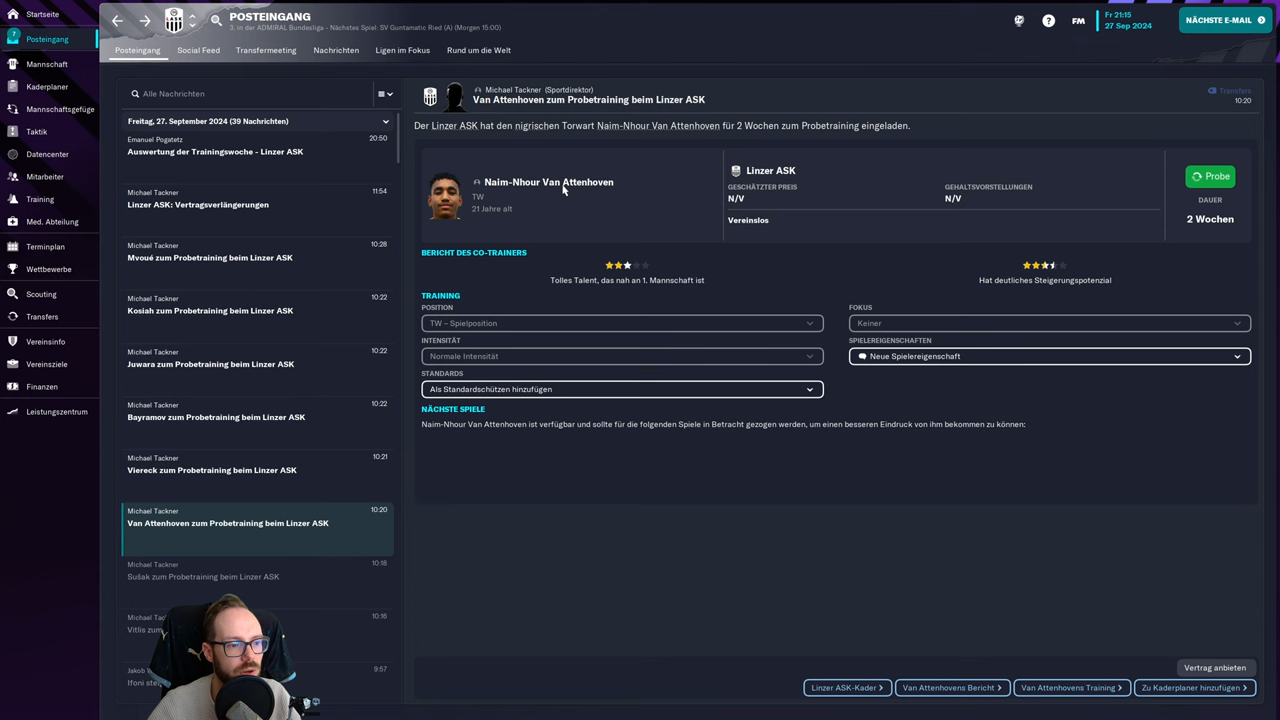 Startseite
Posteingang
7
Mannschaft
Kaderplaner
Mannschaftsgefüge
Taktik
Datencenter
Mitarbeiter
Training
Med. Abteilung
Terminplan
Wettbewerbe
Scouting
Transfers
Vereinsinfo
Vereinsziele
Finanzen
Leistungszentrum
POSTEINGANG
3. in der ADMIRAL Bundesliga - Nächstes Spiel: SV Guntamatic Ried (A) (Morgen 15:00)
FM
Fr 21:15
27 Sep 2024
NÄCHSTE E-MAIL
Posteingang Social Feed Transfermeeting Nachrichten Ligen im Fokus Rund um die Welt
Alle Nachrichten
Freitag, 27. September 2024 (39 Nachrichten)
Emanuel Pogatetz 20:50
Auswertung der Trainingswoche - Linzer ASK
Michael Tackner 11:54
Linzer ASK: Vertragsverlängerungen
Michael Tackner 10:28
Mvoué zum Probetraining beim Linzer ASK
Michael Tackner 10:22
Kosiah zum Probetraining beim Linzer ASK
Michael Tackner 10:22
Juwara zum Probetraining beim Linzer ASK
Michael Tackner 10:22
Bayramov zum Probetraining beim Linzer ASK
Michael Tackner 10:21
Viereck zum Probetraining beim Linzer ASK
Michael Tackner 10:20
Van Attenhoven zum Probetraining beim Linzer ASK
Michael Tackner 10:18
Sušak zum Probetraining beim Linzer ASK
Michael Tac 10:16
Vitlis zum
Jakob 9:57
Ifoni ste
Michael Tackner (Sportdirektor)
Van Attenhoven zum Probetraining beim Linzer ASK
Transfers
10:20
Der Linzer ASK hat den nigrischen Torwart Naim-Nhour Van Attenhoven für 2 Wochen zum Probetraining eingeladen.
Naim-Nhour Van Attenhoven
TW
21 Jahre alt
Linzer ASK
GESCHÄTZTER PREIS GEHALTSVORSTELLUNGEN
N/V N/V
Vereinslos
Probe
DAUER
2 Wochen
BERICHT DES CO-TRAINERS
Tolles Talent, das nah an 1. Mannschaft ist
Hat deutliches Steigerungspotenzial
TRAINING
POSITION FOKUS
TW – Spielposition Keiner
INTENSITÄT SPIELEREIGENSCHAFTEN
Normale Intensität Neue Spielereigenschaft
STANDARDS
Als Standardschützen hinzufügen
NÄCHSTE SPIELE
Naim-Nhour Van Attenhoven ist verfügbar und sollte für die folgenden Spiele in Betracht gezogen werden, um einen besseren Eindruck von ihm bekommen zu können:
Vertrag anbieten
Linzer ASK-Kader Van Attenhovens Bericht Van Attenhovens Training Zu Kaderplaner hinzufügen